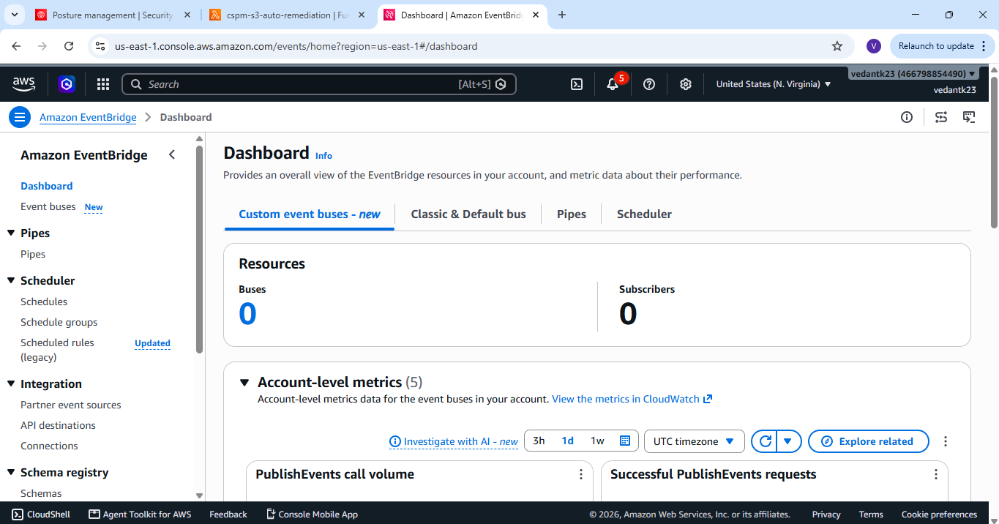 Posture management | Security
cspm-s3-auto-remediation | Fu
Dashboard | Amazon EventBridg
us-east-1.console.aws.amazon.com/events/home?region=us-east-1#/dashboard
V
Relaunch to update
aws
Search
[Alt+S]
5
United States (N. Virginia)
vedantk23 (466798854490)
vedantk23
Amazon EventBridge
Dashboard
Amazon EventBridge
Dashboard
Event buses New
Pipes
Pipes
Scheduler
Schedules
Schedule groups
Scheduled rules
(legacy)
Updated
Integration
Partner event sources
API destinations
Connections
Schema registry
Schemas
Dashboard Info
Provides an overall view of the EventBridge resources in your account, and metric data about their performance.
Custom event buses - new
Classic & Default bus
Pipes
Scheduler
Resources
Buses
0
Subscribers
0
Account-level metrics (5)
Account-level metrics data for the event buses in your account. View the metrics in CloudWatch
Investigate with AI - new
3h 1d 1w
UTC timezone
Explore related
PublishEvents call volume
Successful PublishEvents requests
CloudShell
Agent Toolkit for AWS
Feedback
Console Mobile App
© 2026, Amazon Web Services, Inc. or its affiliates.
Privacy
Terms
Cookie preferences